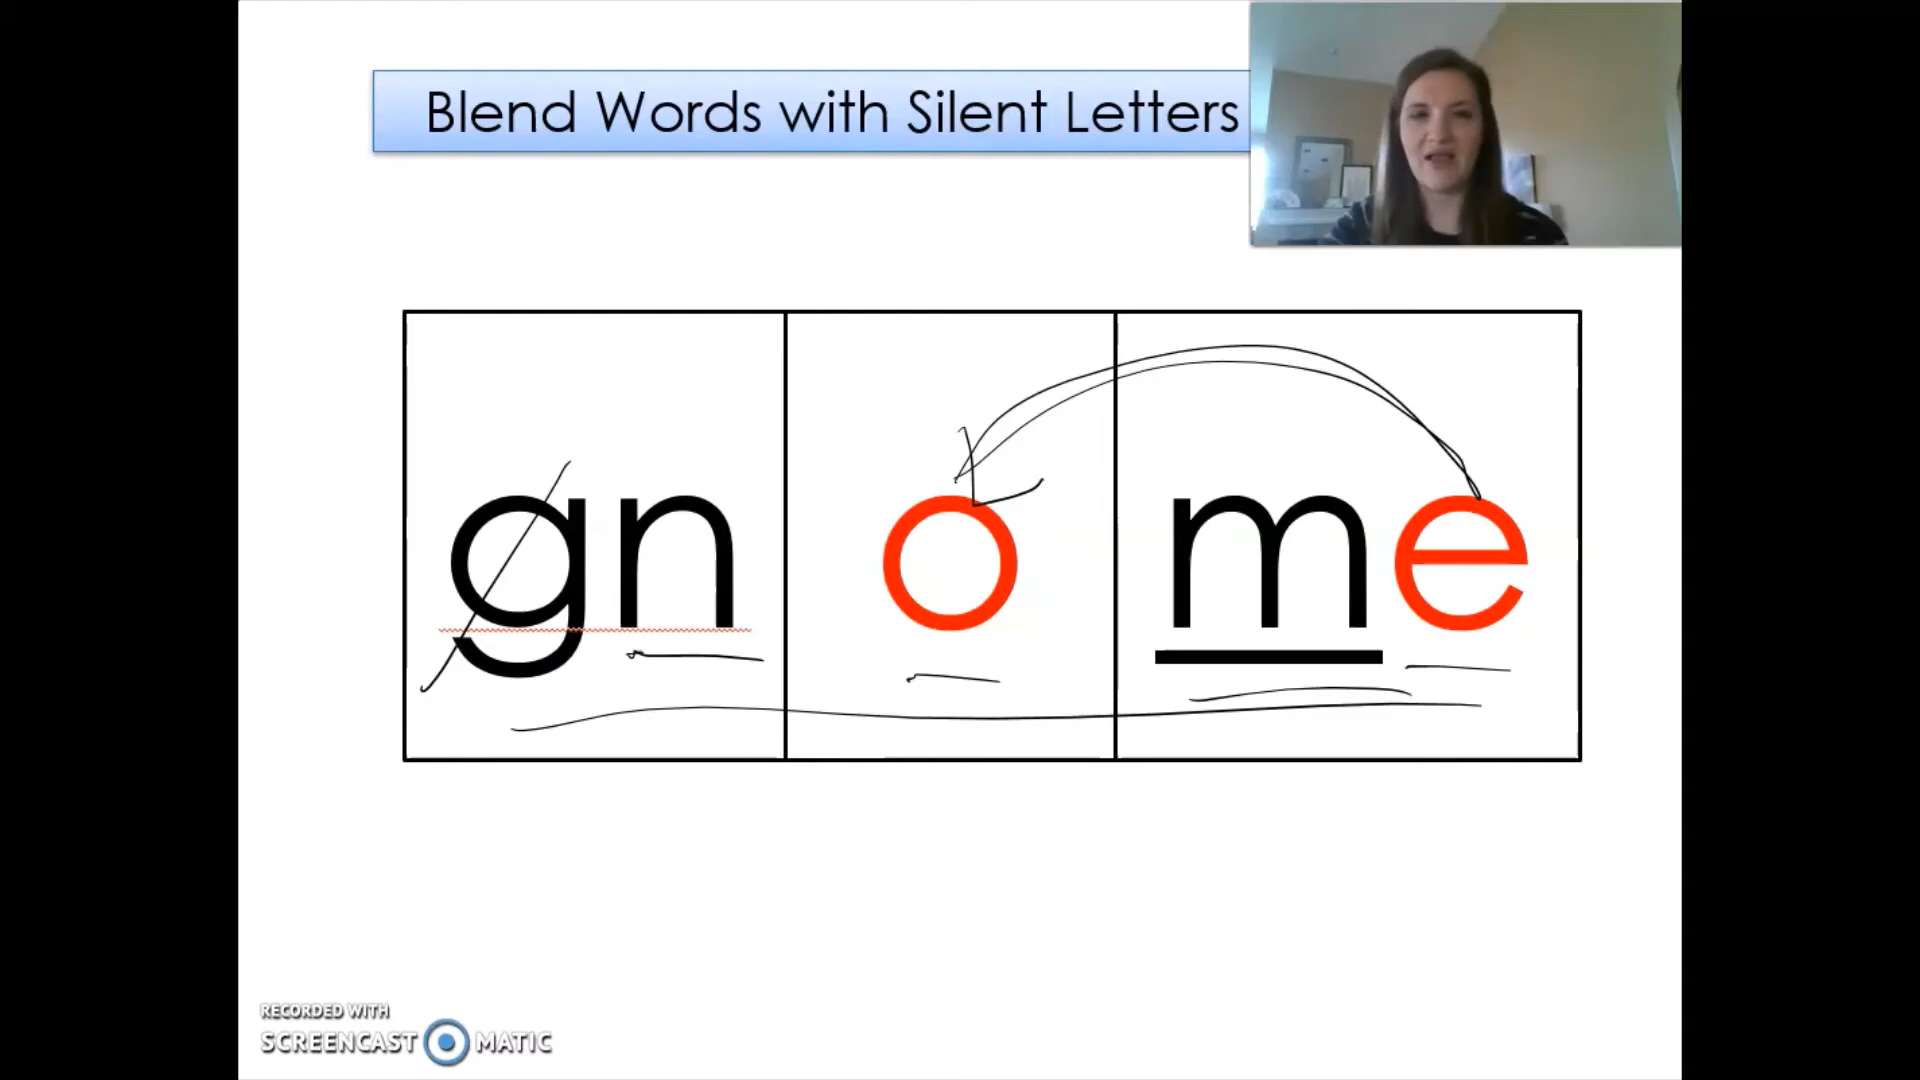 Blend Words with Silent Letters
gn o me
RECORDED WITH
SCREENCAST MATIC